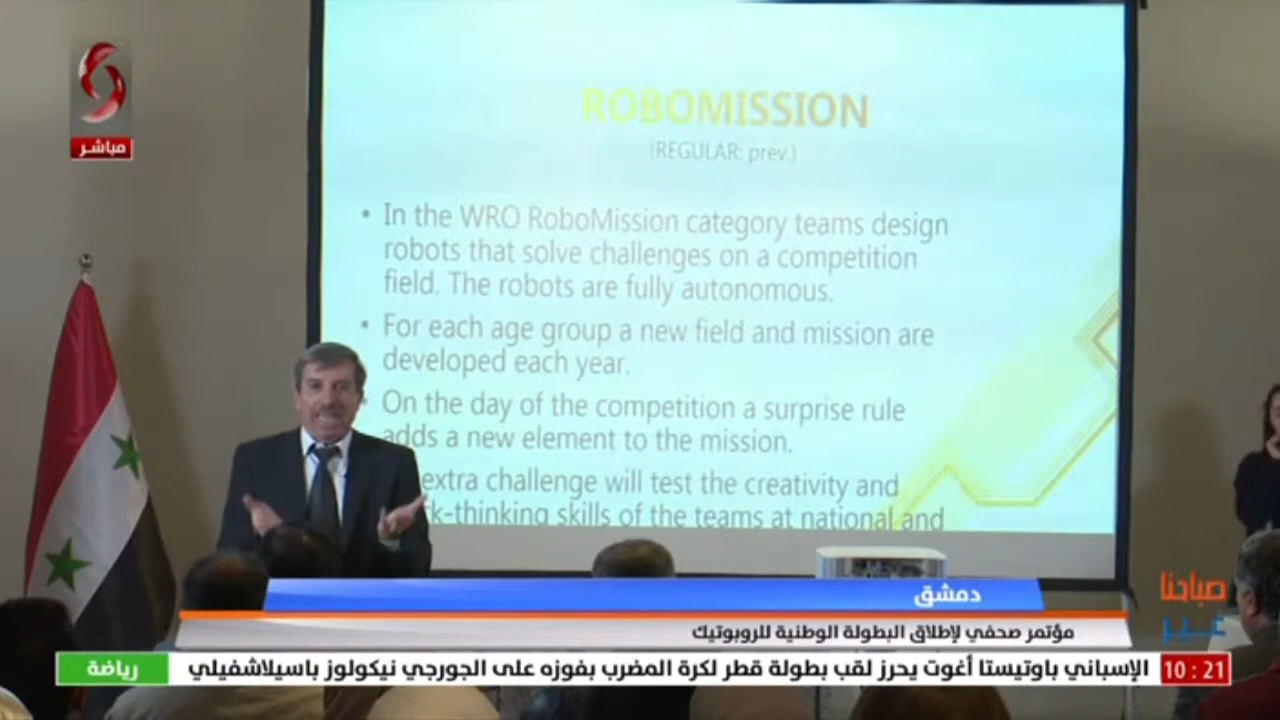 مباشر
ROBOMISSION
(REGULAR: prev.)
• In the WRO RoboMission category teams design
robots that solve challenges on a competition
field. The robots are fully autonomous.
• For each age group a new field and mission are
developed each year.
On the day of the competition a surprise rule
adds a new element to the mission.
extra challenge will test the creativity and
k-thinking skills of the teams at national and
صباحنا
غير
دمشق
مؤتمر صحفي لإطلاق البطولة الوطنية للروبوتيك
10 : 21 الإسباني باوتيستا أغوت يحرز لقب بطولة قطر لكرة المضرب بفوزه على الجورجي نيكولوز باسيلاشفيلي رياضة